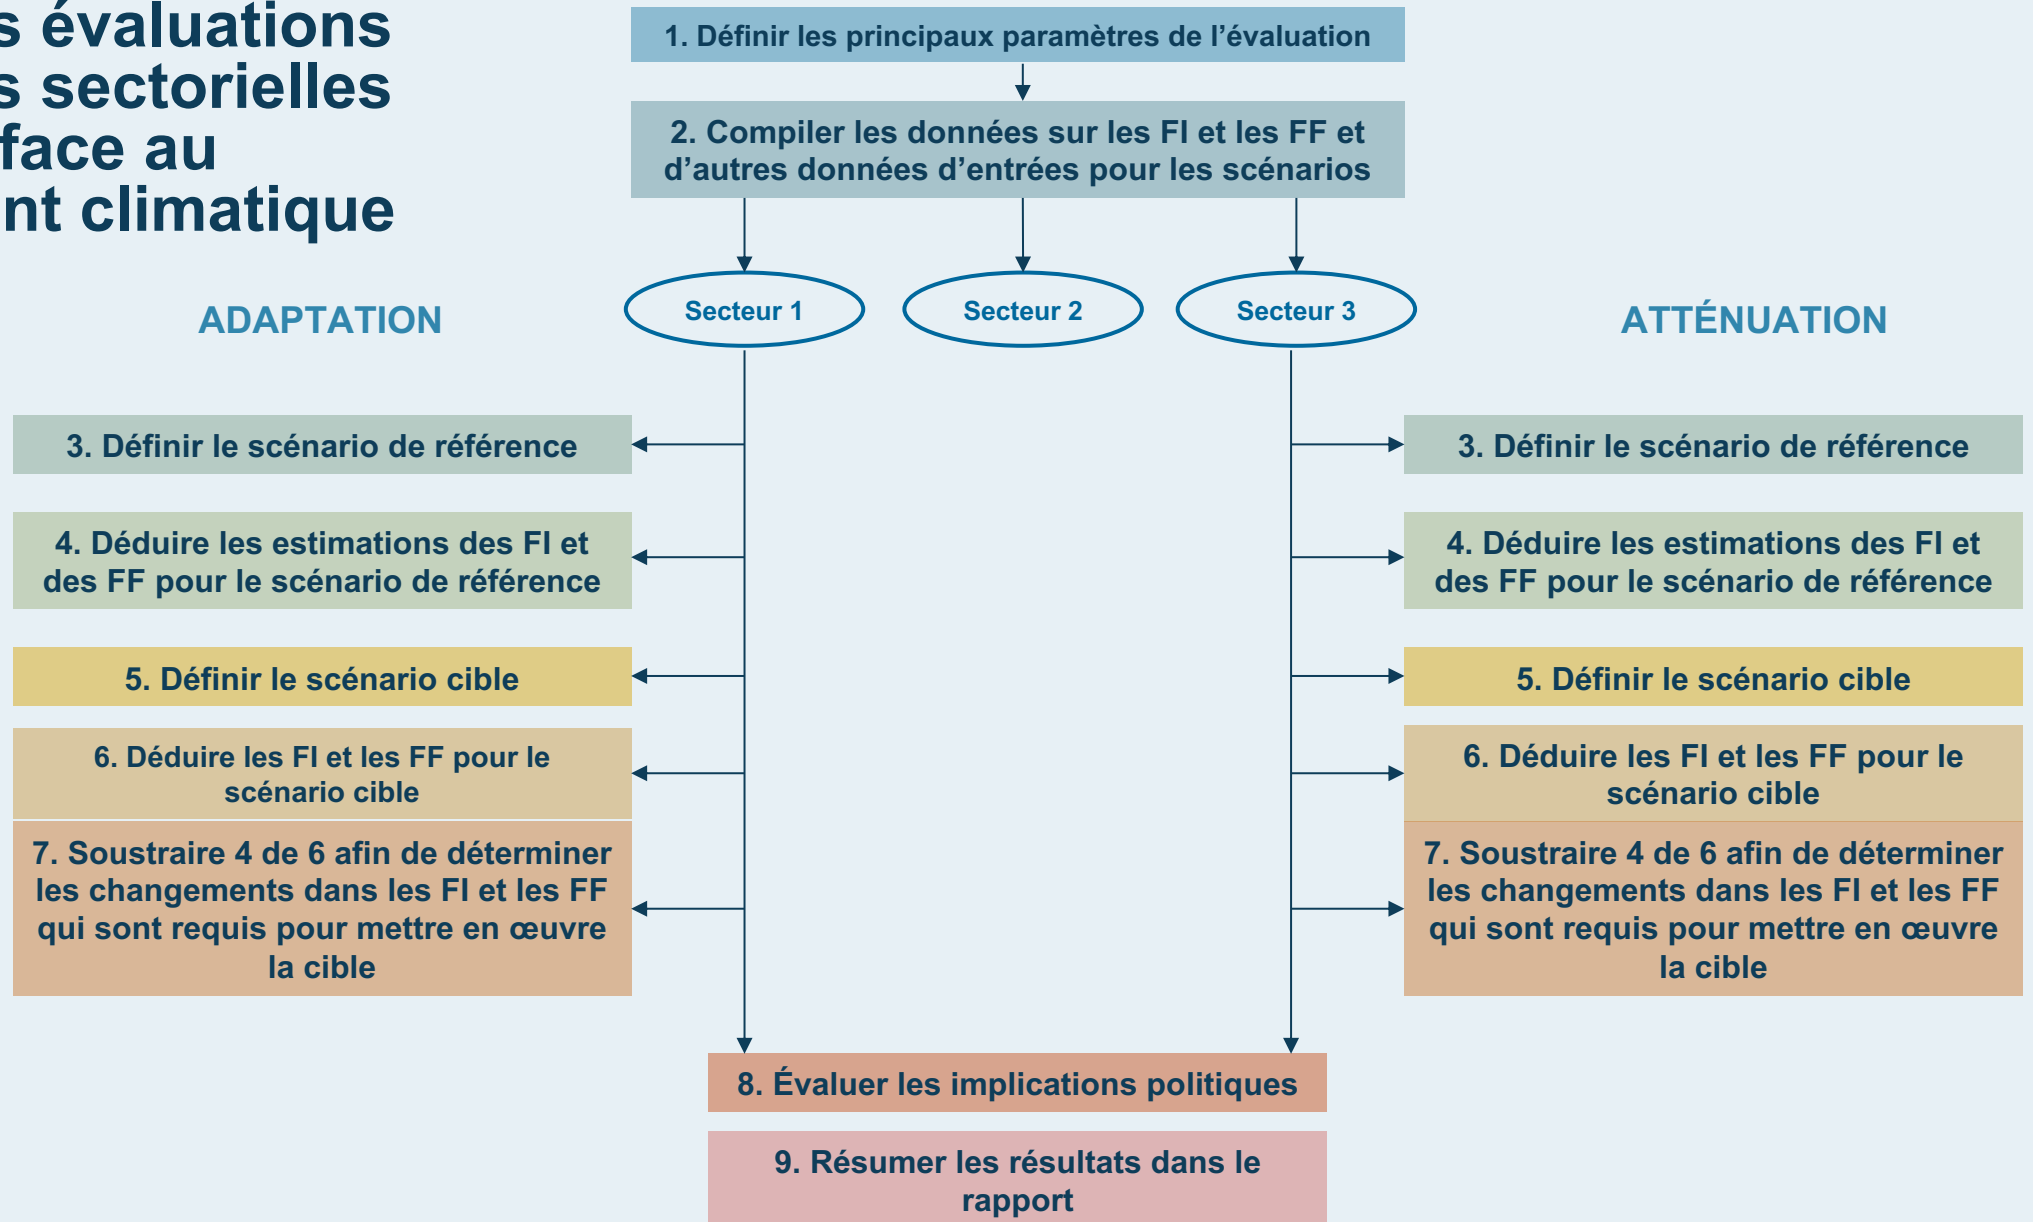 s évaluations
s sectorielles
face au
nt climatique
1. Définir les principaux paramètres de l’évaluation
2. Compiler les données sur les FI et les FF et
d’autres données d’entrées pour les scénarios
Secteur 1
Secteur 2
Secteur 3
ADAPTATION
ATTÉNUATION
3. Définir le scénario de référence
4. Déduire les estimations des FI et
des FF pour le scénario de référence
5. Définir le scénario cible
6. Déduire les FI et les FF pour le
scénario cible
7. Soustraire 4 de 6 afin de déterminer
les changements dans les FI et les FF
qui sont requis pour mettre en œuvre
la cible
3. Définir le scénario de référence
4. Déduire les estimations des FI et
des FF pour le scénario de référence
5. Définir le scénario cible
6. Déduire les FI et les FF pour le
scénario cible
7. Soustraire 4 de 6 afin de déterminer
les changements dans les FI et les FF
qui sont requis pour mettre en œuvre
la cible
8. Évaluer les implications politiques
9. Résumer les résultats dans le
rapport